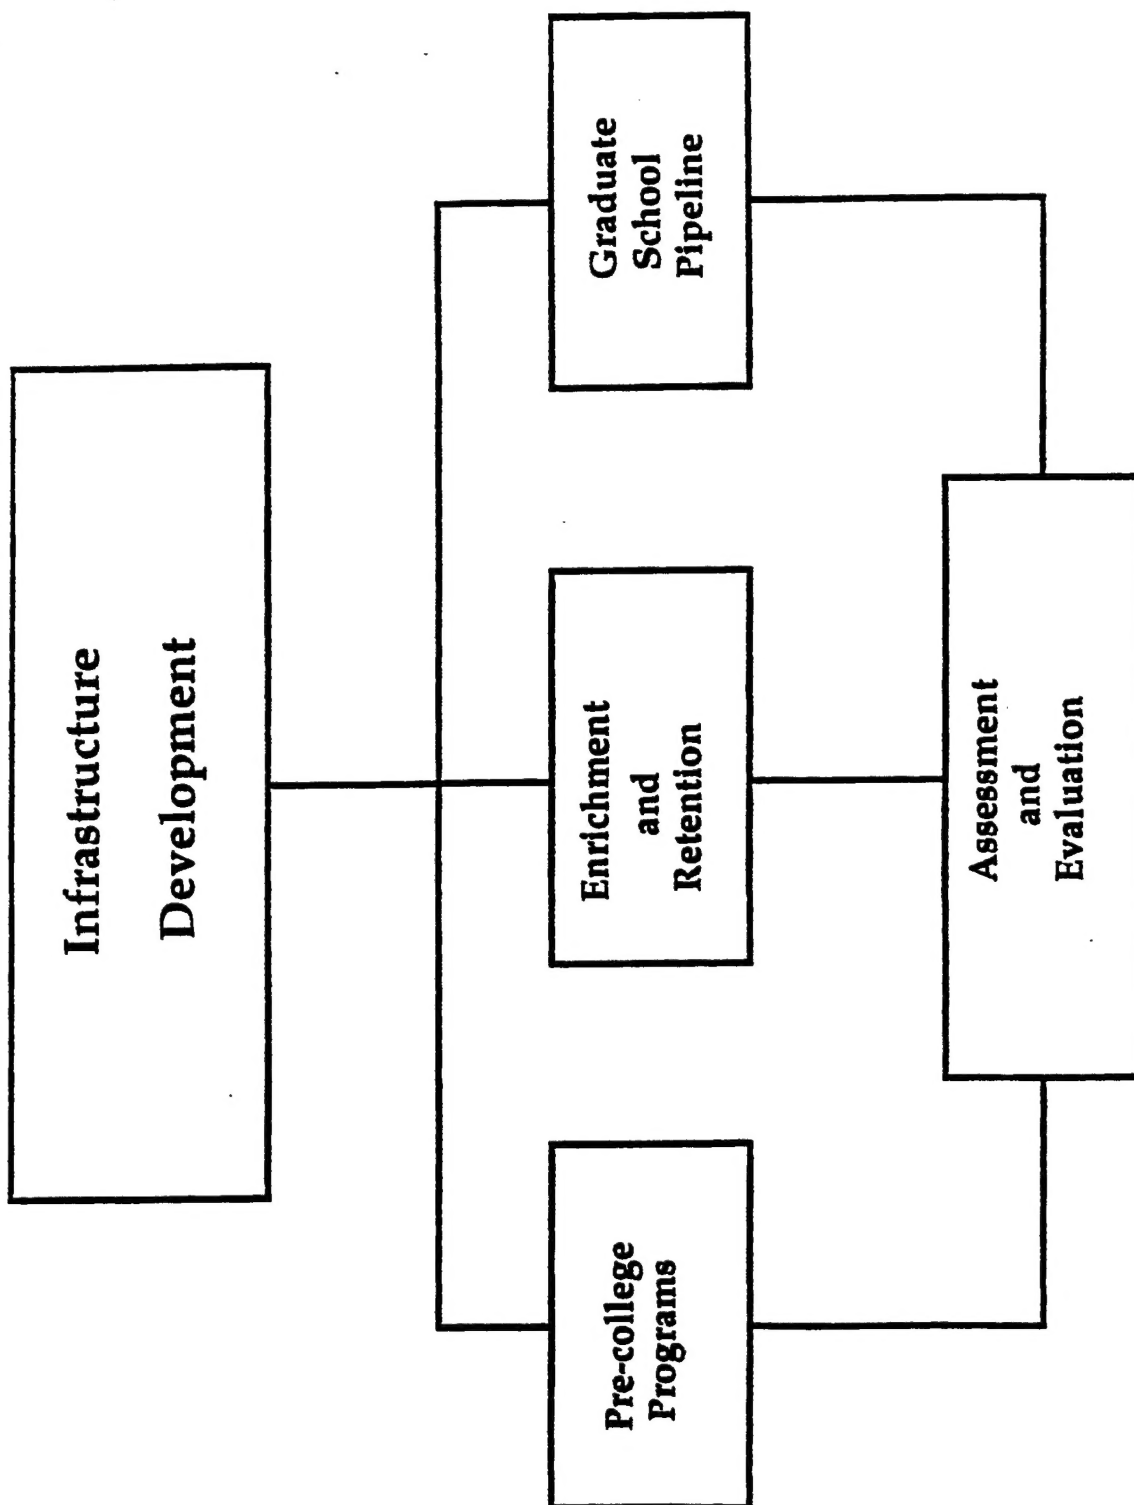 Infrastructure
Development
Pre-college
Programs
Enrichment
and
Retention
Graduate
School
Pipeline
Assessment
and
Evaluation